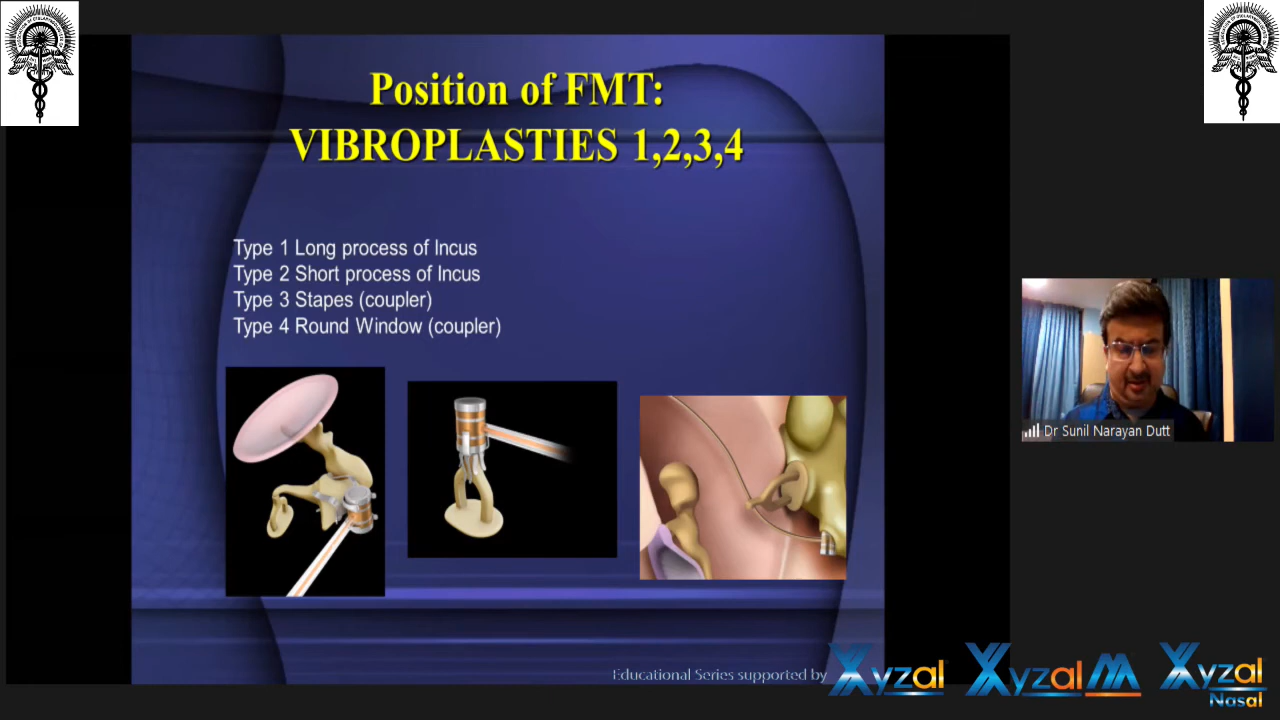 Position of FMT:
VIBROPLASTIES 1,2,3,4
Type 1 Long process of Incus
Type 2 Short process of Incus
Type 3 Stapes (coupler)
Type 4 Round Window (coupler)
Dr Sunil Narayan Dutt
Educational Series supported by
Xyzal
Xyzal M
Xyzal
Nasal